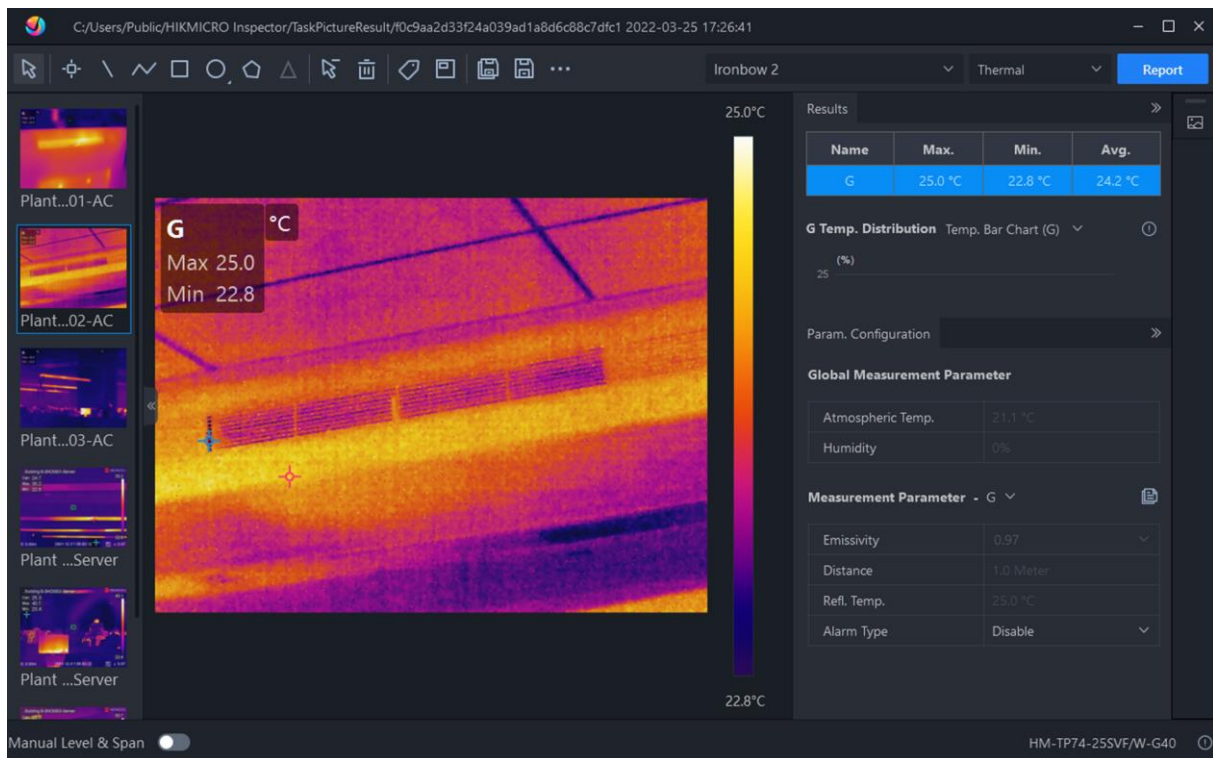 C:/Users/Public/HIKMICRO Inspector/TaskPictureResult/f0c9aa2d33f24a039ad1a8d6c88c7dfc1 2022-03-25 17:26:41
Ironbow 2
Thermal
Report
Plant...01-AC
Plant...02-AC
Plant...03-AC
Plant ...Server
Plant ...Server
G
°C
Max 25.0
Min 22.8
25.0°C
22.8°C
Results
Name Max. Min. Avg.
G 25.0 °C 22.8 °C 24.2 °C
G Temp. Distribution Temp. Bar Chart (G)
(%)
25
Param. Configuration
Global Measurement Parameter
Atmospheric Temp. 21.1 °C
Humidity 0%
Measurement Parameter - G
Emissivity 0.97
Distance 1.0 Meter
Refl. Temp. 25.0 °C
Alarm Type Disable
Manual Level & Span
HM-TP74-25SVF/W-G40